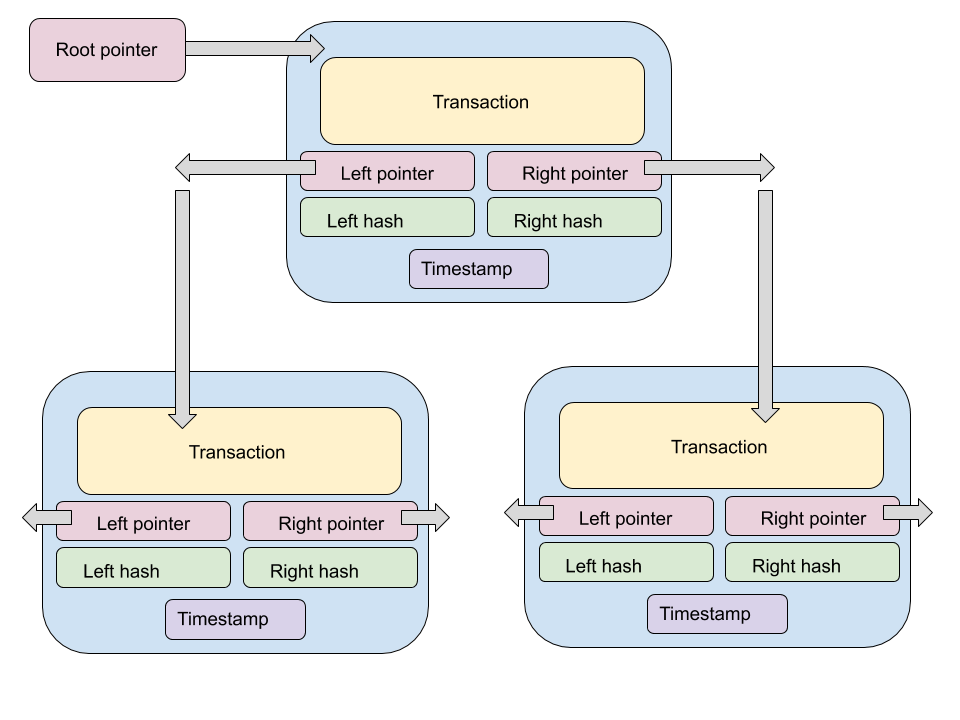 Root pointer
Transaction
Left pointer
Right pointer
Left hash
Right hash
Timestamp
Transaction
Left pointer
Right pointer
Left hash
Right hash
Timestamp
Transaction
Left pointer
Right pointer
Left hash
Right hash
Timestamp